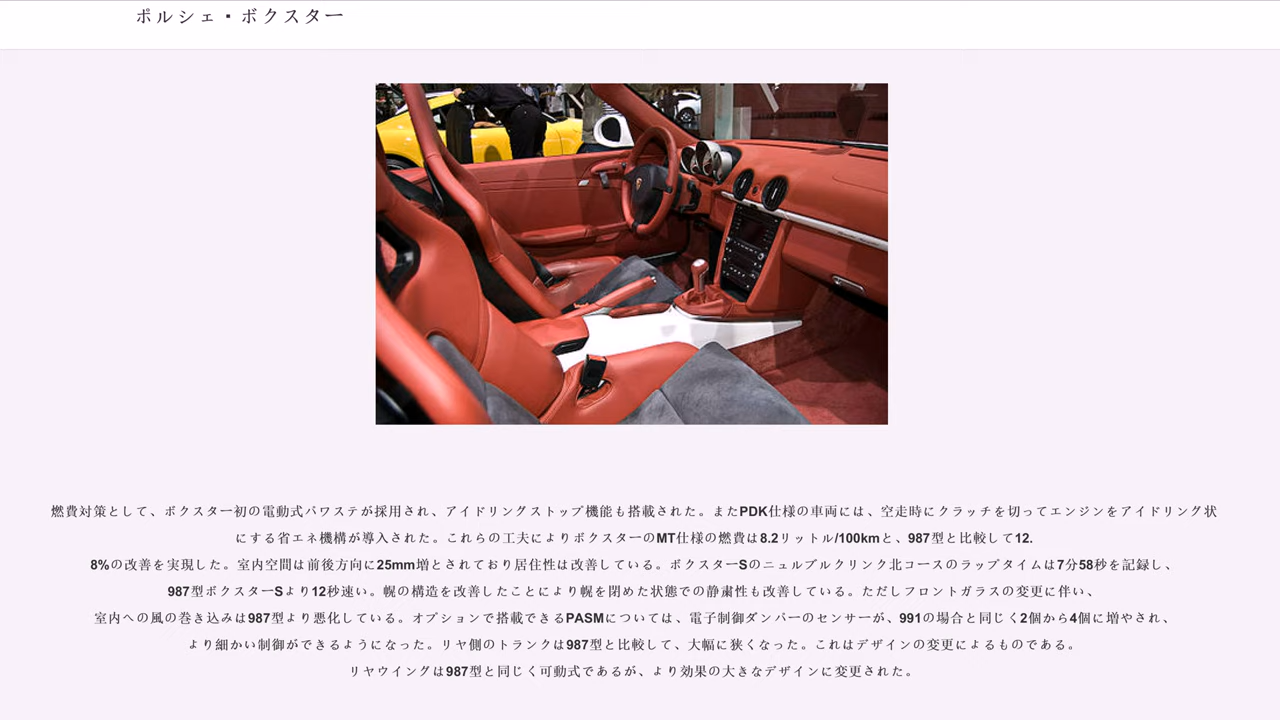 ポルシェ・ボクスター
燃費対策として、ボクスター初の電動式パワステが採用され、アイドリングストップ機能も搭載された。またPDK仕様の車両には、空走時にクラッチを切ってエンジンをアイドリング状
にする省エネ機構が導入された。これらの工夫によりボクスターのMT仕様の燃費は8.2リットル/100kmと、987型と比較して12.
8%の改善を実現した。室内空間は前後方向に25mm増とされており居住性は改善している。ボクスターSのニュルブルクリンク北コースのラップタイムは7分58秒を記録し、
987型ボクスターSより12秒速い。幌の構造を改善したことにより幌を閉めた状態での静粛性も改善している。ただしフロントガラスの変更に伴い、
室内への風の巻き込みは987型より悪化している。オプションで搭載できるPASMについては、電子制御ダンパーのセンサーが、991の場合と同じく2個から4個に増やされ、
より細かい制御ができるようになった。リヤ側のトランクは987型と比較して、大幅に狭くなった。これはデザインの変更によるものである。
リヤウイングは987型と同じく可動式であるが、より効果の大きなデザインに変更された。